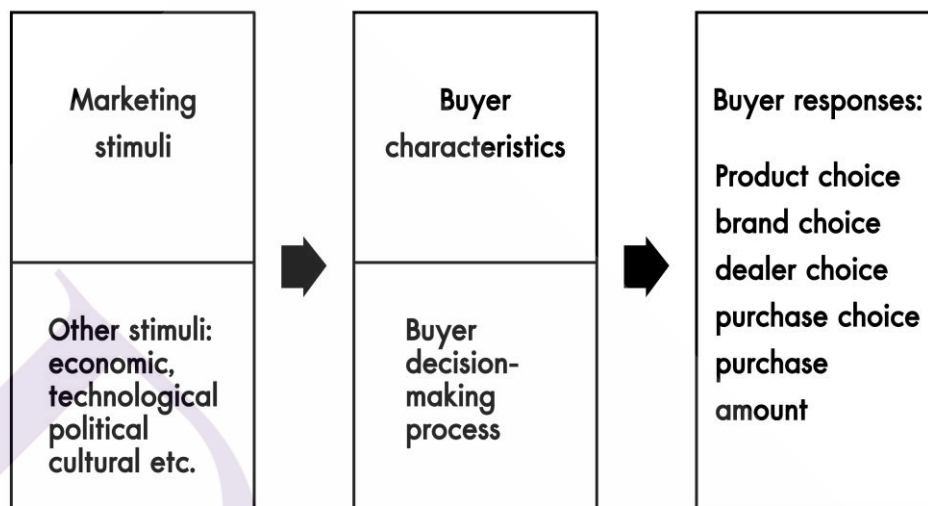 Marketing
stimuli
Other stimuli:
economic,
technological
political
cultural etc.
Buyer
characteristics
Buyer
decision-
making
process
Buyer responses:
Product choice
brand choice
dealer choice
purchase choice
purchase
amount